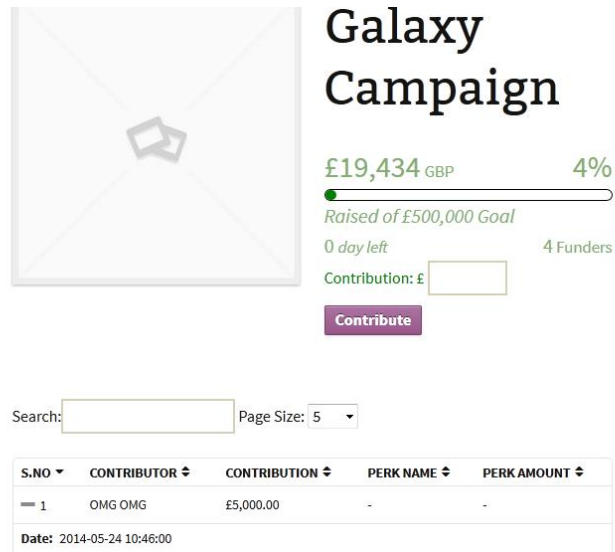 Galaxy
Campaign
£19,434 GBP 4%
Raised of £500,000 Goal
0 day left 4 Funders
Contribution: £
Contribute
Search: Page Size: 5
S.NO CONTRIBUTOR CONTRIBUTION PERK NAME PERK AMOUNT
1 OMG OMG £5,000.00 - -
Date: 2014-05-24 10:46:00